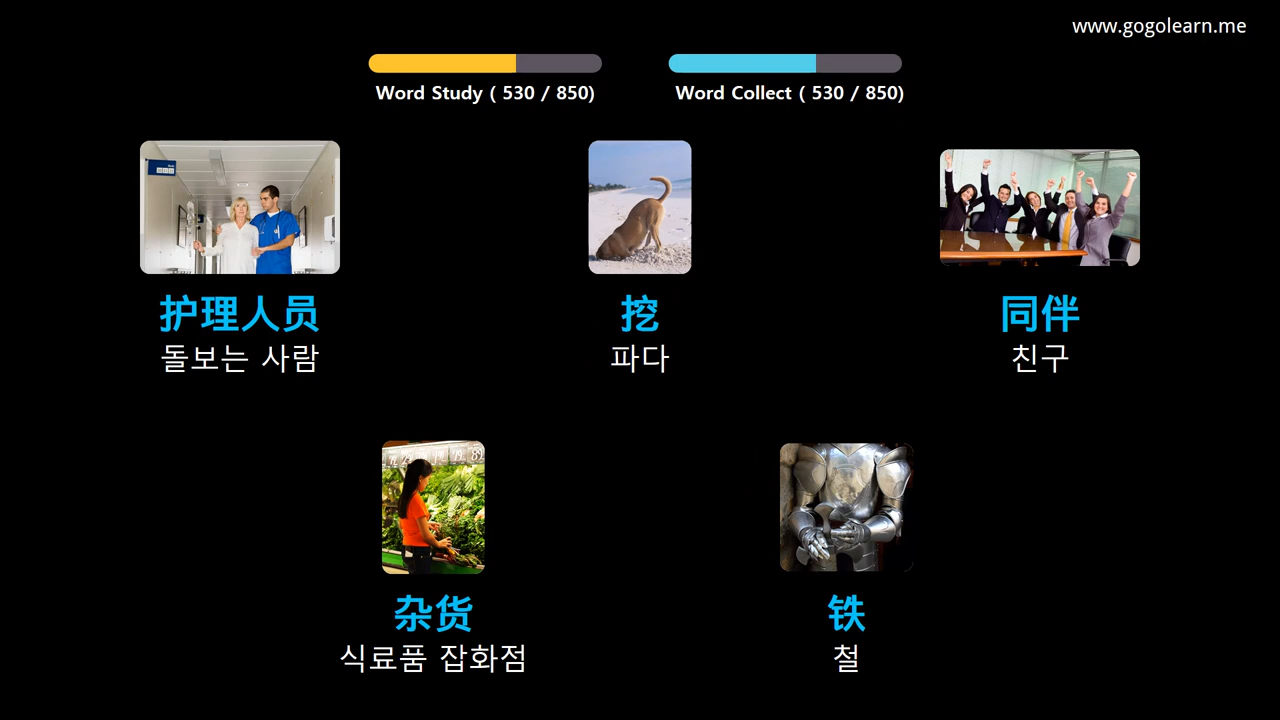 www.gogolearn.me
Word Study ( 530 / 850)
Word Collect ( 530 / 850)
护理人员
돌보는 사람
挖
파다
同伴
친구
杂货
식료품 잡화점
铁
철